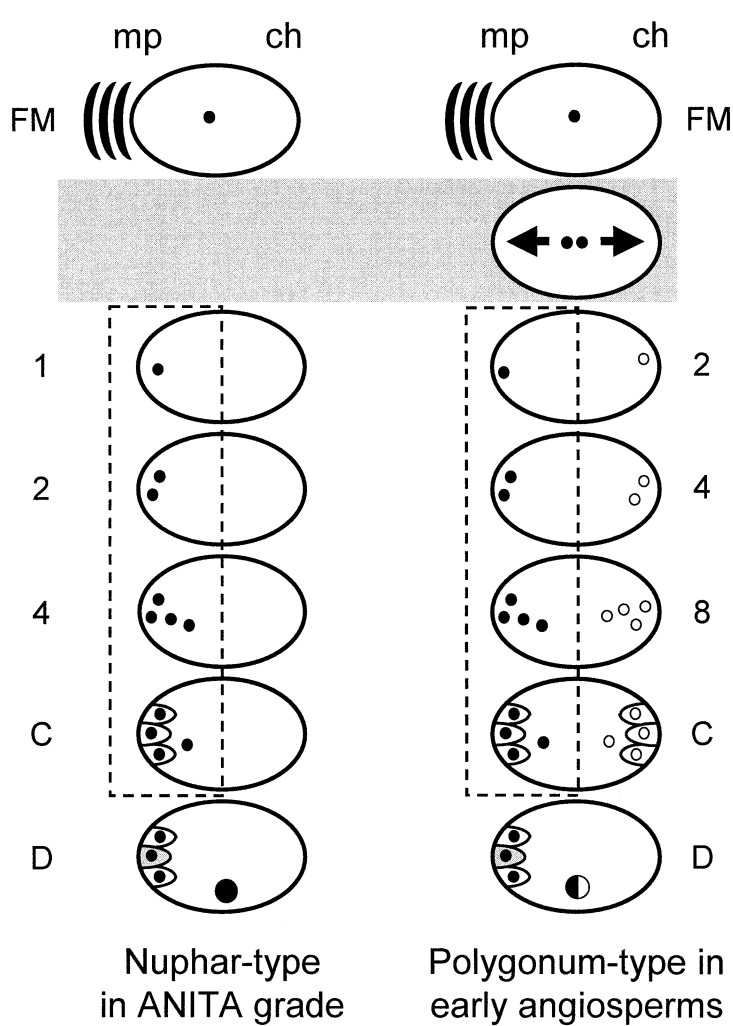 mp ch mp ch
FM FM
1 2
2 4
4 8
C C
D D
Nuphar-type
in ANITA grade
Polygonum-type in
early angiosperms